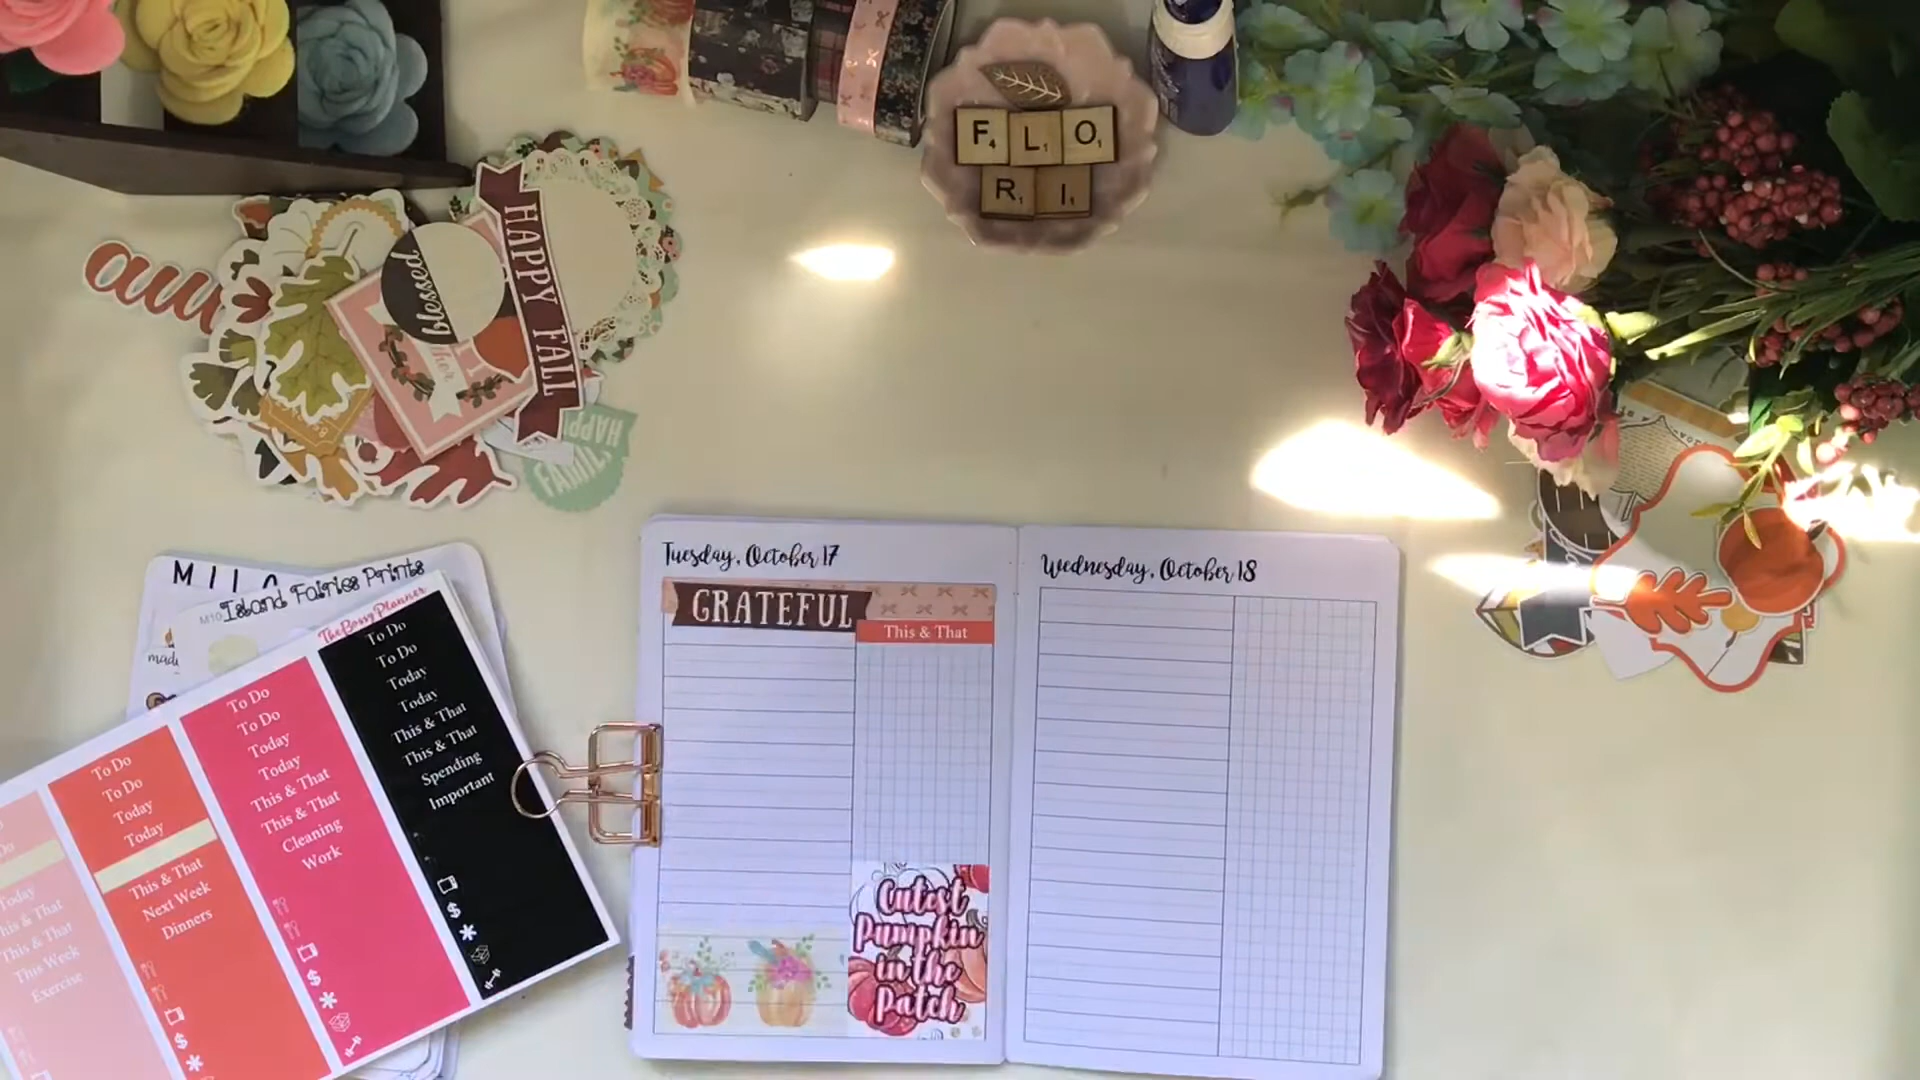 F L O
R I
HAPPY FALL
blessed
HAPPY
FAMILY
Island Fairies Prints
TheBossyPlanner
To Do
To Do
Today
Today
This & That
This & That
Spending
Important
To Do
To Do
Today
Today
This & That
This & That
Cleaning
Work
To Do
To Do
Today
Today
This & That
Next Week
Dinners
Today
This & That
This & That
This Week
Exercise
Tuesday, October 17
GRATEFUL
This & That
Cutest
Pumpkin
in the
Patch
Wednesday, October 18